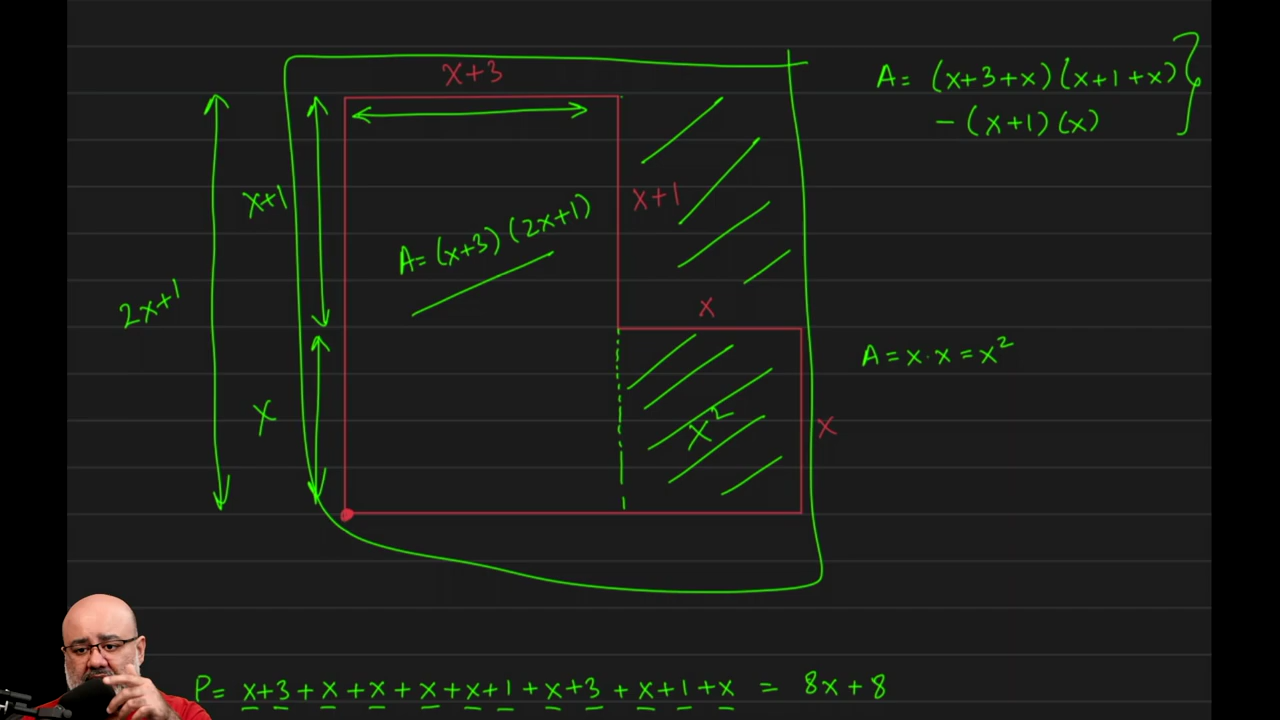 x+3
A= (x+3+x)(x+1+x)
- (x+1)(x)
x+1
x+1
A=(x+3)(2x+1)
2x+1
x
A= x·x = x²
x
x²
x
P= x+3+x+x+x+x+1+x+3+x+1+x = 8x+8